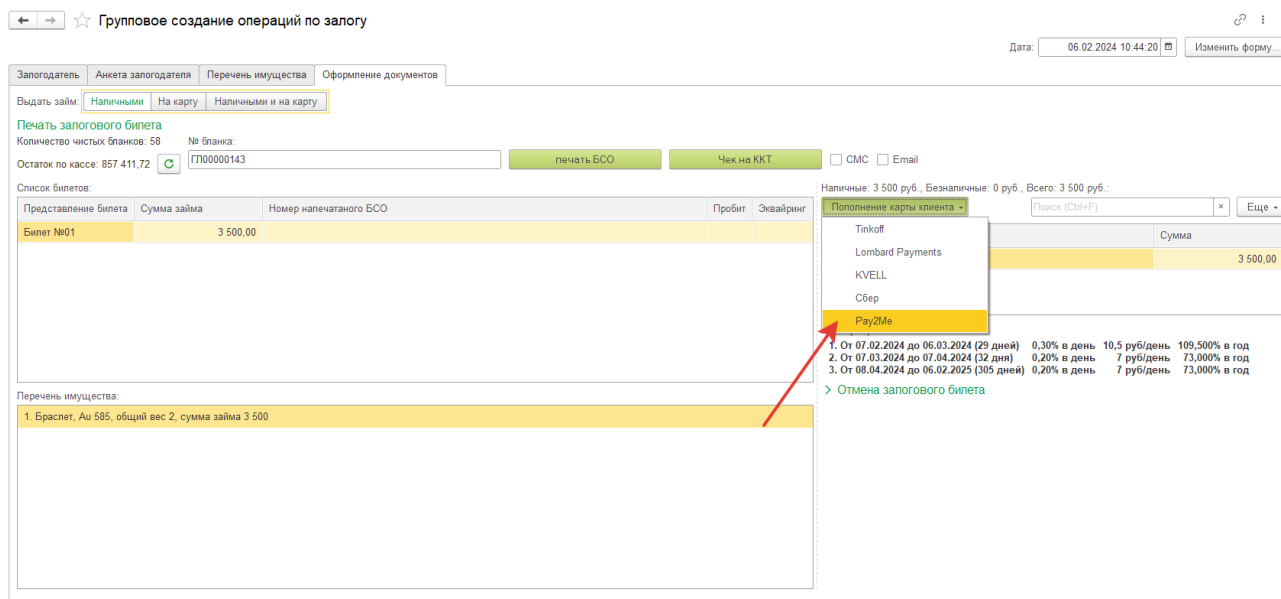 Групповое создание операций по залогу
Дата: 06.02.2024 10:44:20 Изменить форму...
Залогодатель Анкета залогодателя Перечень имущества Оформление документов
Выдать займ: Наличными На карту Наличными и на карту
Печать залогового билета
Количество чистых бланков: 58 № бланка:
Остаток по кассе: 857 411,72 ГЛ00000143 печать БСО Чек на ККТ СМС Email
Список билетов: Наличные: 3 500 руб., Безналичные: 0 руб., Всего: 3 500 руб.:
Представление билета Сумма займа Номер напечатаного БСО Пробит Эквайринг Пополнение карты клиента Поиск (Ctrl+F) × Еще
Билет №01 3 500,00
Tinkoff Сумма
Lombard Payments 3 500,00
KVELL
Сбер
Pay2Me
1. От 07.02.2024 до 06.03.2024 (29 дней) 0,30% в день 10,5 руб/день 109,500% в год
2. От 07.03.2024 до 07.04.2024 (32 дня) 0,20% в день 7 руб/день 73,000% в год
3. От 08.04.2024 до 06.02.2025 (305 дней) 0,20% в день 7 руб/день 73,000% в год
Отмена залогового билета
Перечень имущества:
1. Браслет, Au 585, общий вес 2, сумма займа 3 500